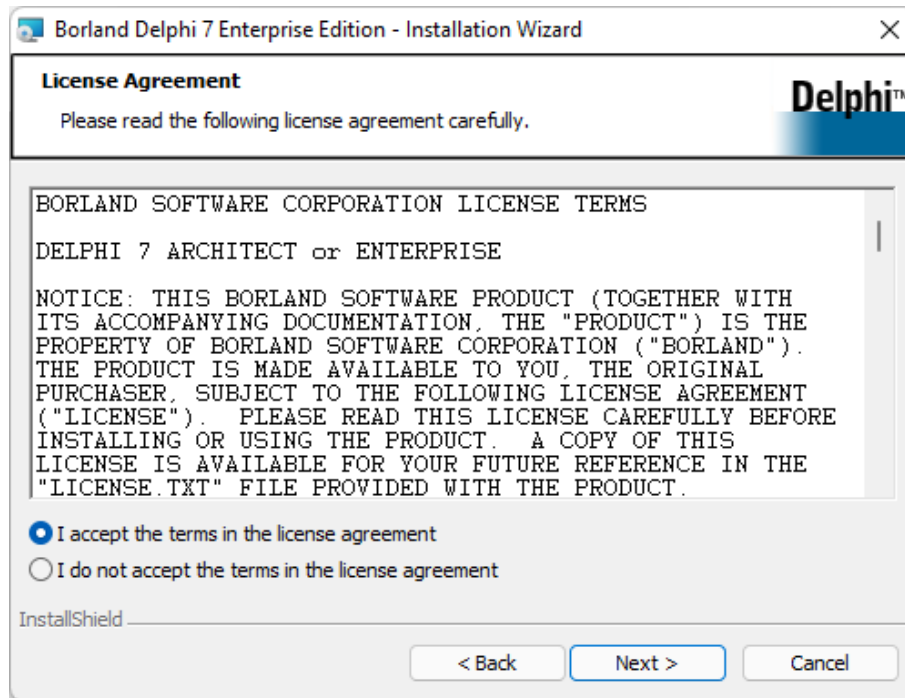 Borland Delphi 7 Enterprise Edition - Installation Wizard
License Agreement
Please read the following license agreement carefully.
Delphi™
BORLAND SOFTWARE CORPORATION LICENSE TERMS
DELPHI 7 ARCHITECT or ENTERPRISE
NOTICE: THIS BORLAND SOFTWARE PRODUCT (TOGETHER WITH
ITS ACCOMPANYING DOCUMENTATION, THE "PRODUCT") IS THE
PROPERTY OF BORLAND SOFTWARE CORPORATION ("BORLAND").
THE PRODUCT IS MADE AVAILABLE TO YOU, THE ORIGINAL
PURCHASER, SUBJECT TO THE FOLLOWING LICENSE AGREEMENT
("LICENSE").  PLEASE READ THIS LICENSE CAREFULLY BEFORE
INSTALLING OR USING THE PRODUCT.  A COPY OF THIS
LICENSE IS AVAILABLE FOR YOUR FUTURE REFERENCE IN THE
"LICENSE.TXT" FILE PROVIDED WITH THE PRODUCT.
I accept the terms in the license agreement
I do not accept the terms in the license agreement
InstallShield
< Back
Next >
Cancel